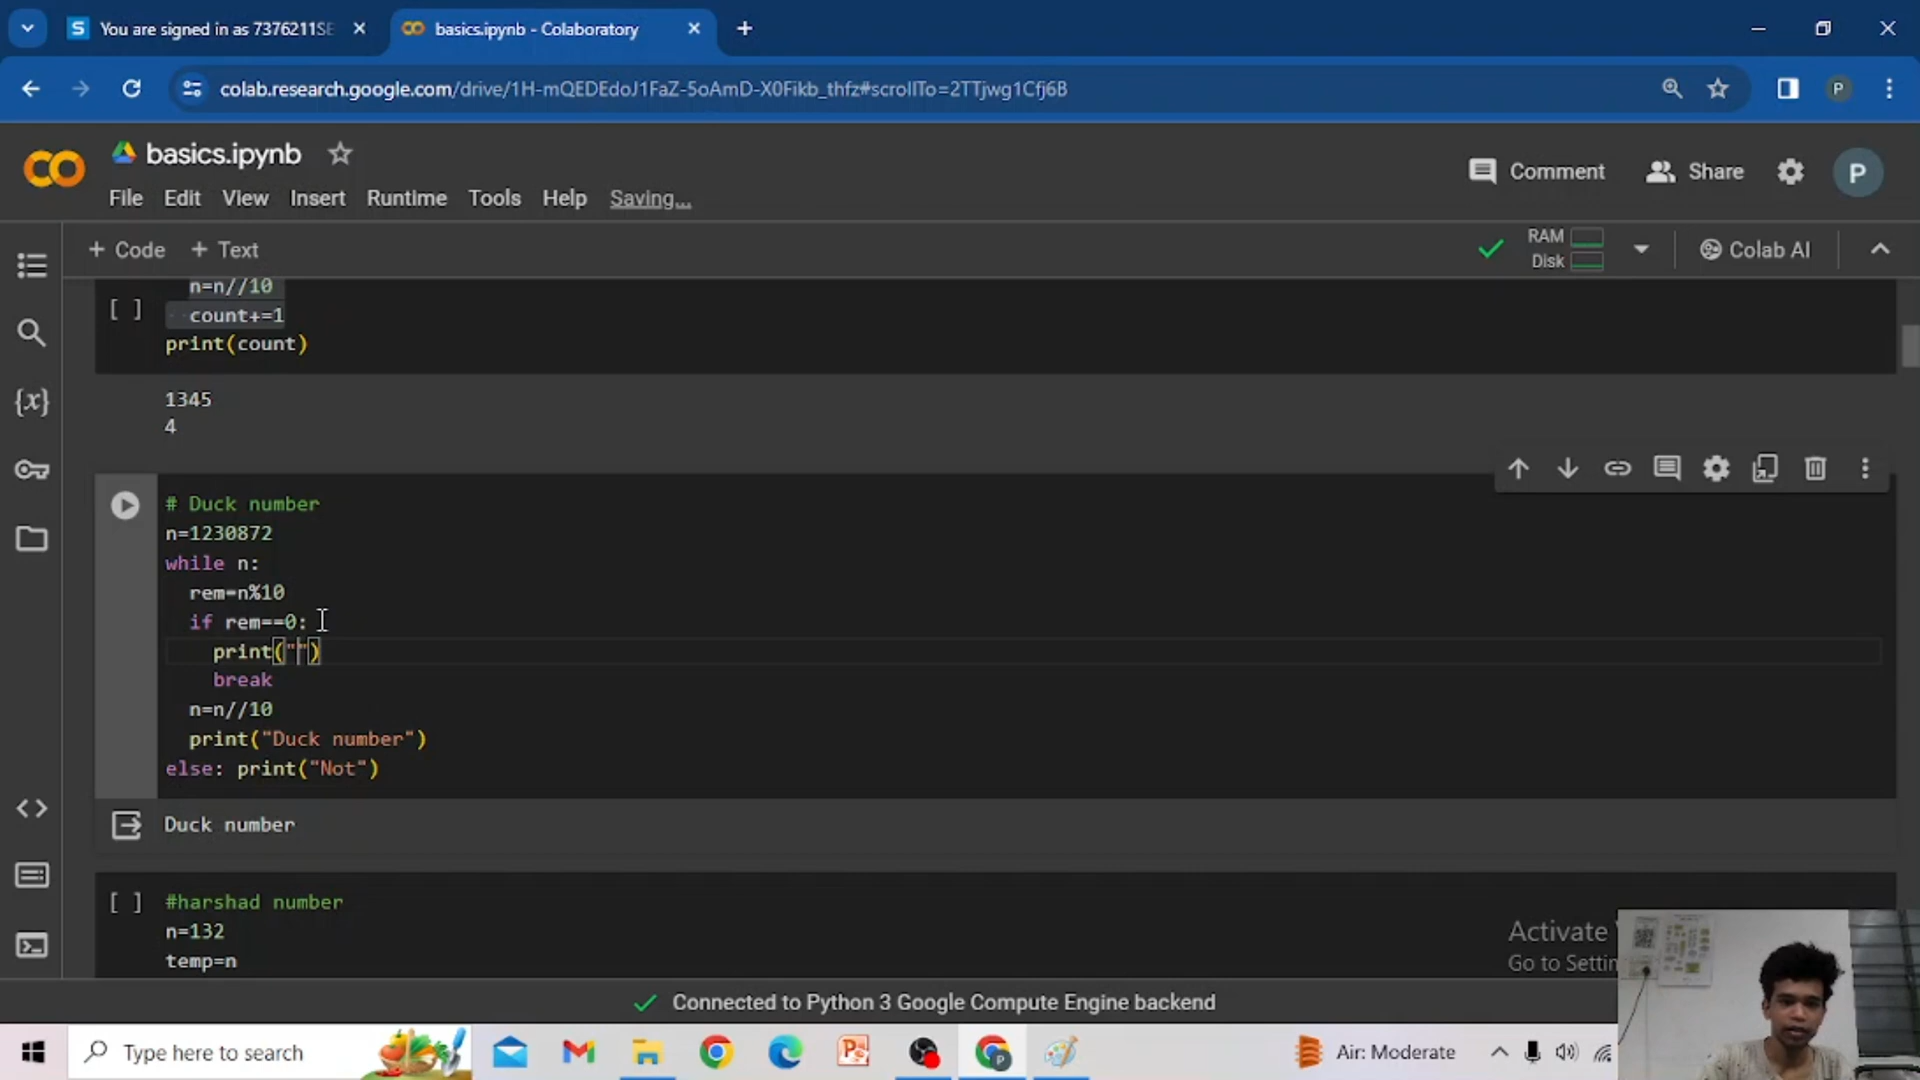 You are signed in as 7376211SE
basics.ipynb - Colaboratory
colab.research.google.com/drive/1H-mQEDEdoJ1FaZ-5oAmD-X0Fikb_thfz#scrollTo=2TTjwg1Cfj6B
P
CO
basics.ipynb
Comment
Share
P
File Edit View Insert Runtime Tools Help Saving...
+ Code + Text
RAM
Disk
Colab AI
n=n//10
[ ]
count+=1
print(count)
1345
4
{x}
# Duck number
n=1230872
while n:
rem=n%10
if rem==0:
print("")
break
n=n//10
print("Duck number")
else: print("Not")
Duck number
[ ]
#harshad number
n=132
temp=n
Activate
Go to Settin
Connected to Python 3 Google Compute Engine backend
Type here to search
Air: Moderate